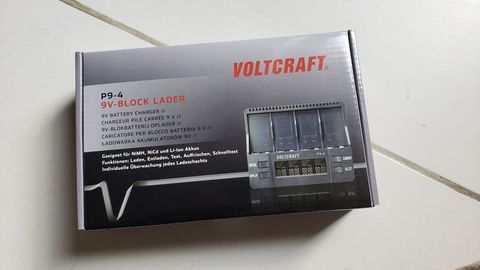 VOLTCRAFT®
P9-4
9V-BLOCK LADER
9V BATTERY CHARGER //
CHARGEUR PILE CARRÉE 9 V //
9V-BLOKBATTERIJ OPLADER //
CARICATORE PER BLOCCO BATTERIA 9 V //
ŁADOWARKA AKUMULATORÓW 9V //
Geeignet für NiMH, NiCd und Li-Ion Akkus
Funktionen: Laden, Entladen, Test, Auffrischen, Schnelltest
Individuelle Überwachung jedes Ladeschachts
VOLTCRAFT
P9-4